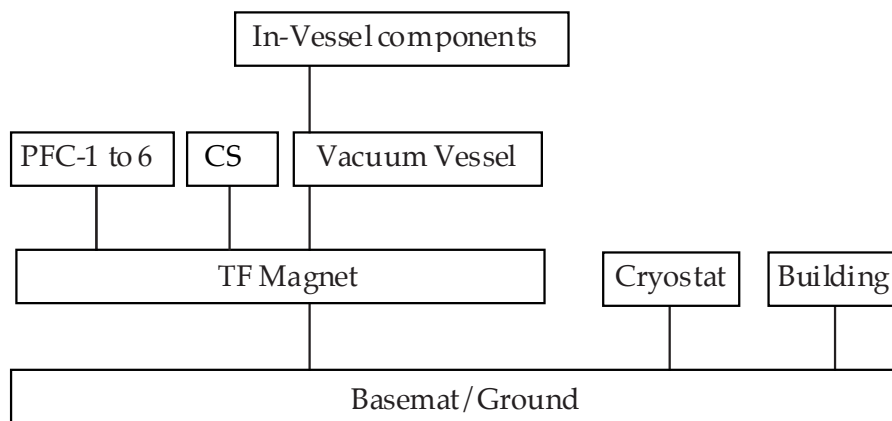 In-Vessel components
PFC-1 to 6
CS
Vacuum Vessel
TF Magnet
Cryostat
Building
Basemat/Ground